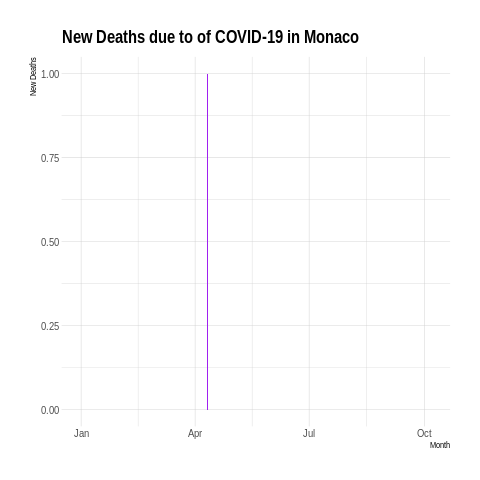 New Deaths due to of COVID-19 in Monaco
New Deaths
1.00
0.75
0.50
0.25
0.00
Jan Apr Jul Oct
Month